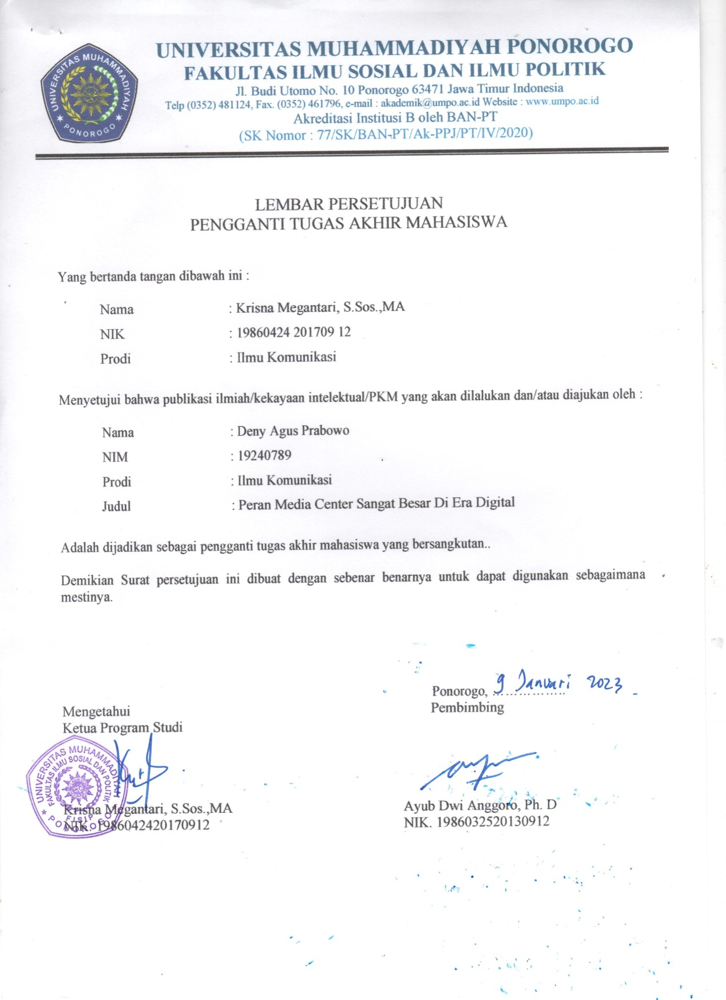 UNIVERSITAS MUHAMMADIYAH
PONOROGO
UNIVERSITAS MUHAMMADIYAH PONOROGO
FAKULTAS ILMU SOSIAL DAN ILMU POLITIK
Jl. Budi Utomo No. 10 Ponorogo 63471 Jawa Timur Indonesia
Telp (0352) 481124, Fax. (0352) 461796, e-mail : akademik@umpo.ac.id Website : www.umpo.ac.id
Akreditasi Institusi B oleh BAN-PT
(SK Nomor : 77/SK/BAN-PT/Ak-PPJ/PT/IV/2020)
LEMBAR PERSETUJUAN
PENGGANTI TUGAS AKHIR MAHASISWA
Yang bertanda tangan dibawah ini :
Nama : Krisna Megantari, S.Sos.,MA
NIK : 19860424 201709 12
Prodi : Ilmu Komunikasi
Menyetujui bahwa publikasi ilmiah/kekayaan intelektual/PKM yang akan dilalukan dan/atau diajukan oleh :
Nama : Deny Agus Prabowo
NIM : 19240789
Prodi : Ilmu Komunikasi
Judul : Peran Media Center Sangat Besar Di Era Digital
Adalah dijadikan sebagai pengganti tugas akhir mahasiswa yang bersangkutan..
Demikian Surat persetujuan ini dibuat dengan sebenar benarnya untuk dapat digunakan sebagaimana
mestinya.
Ponorogo, 9 Januari 2023
Pembimbing
Mengetahui
Ketua Program Studi
UNIVERSITAS MUHAMMADIYAH
FAKULTAS ILMU SOSIAL DAN POLITIK
FISIP
PONOROGO
Krisna Megantari, S.Sos.,MA
NIK. 1986042420170912
Ayub Dwi Anggoro, Ph. D
NIK. 1986032520130912